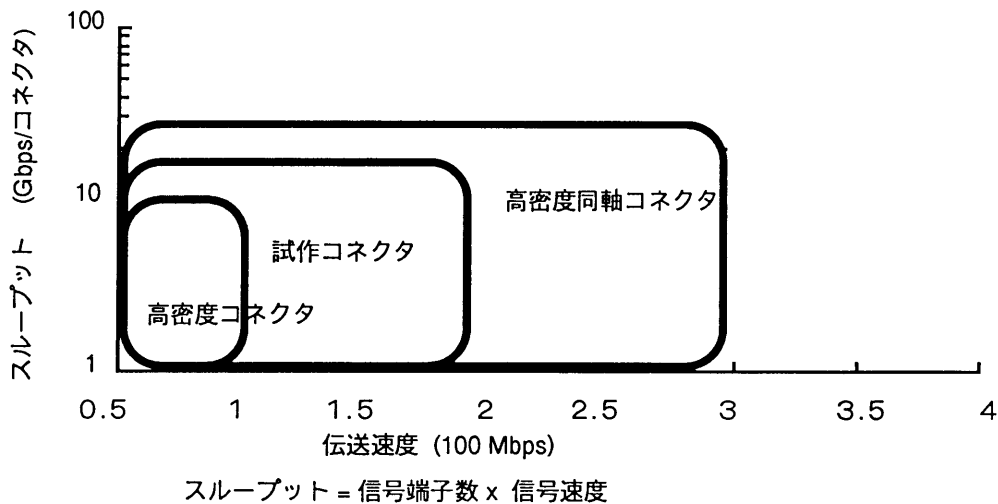 100
スループット (Gbps/コネクタ)
10
高密度同軸コネクタ
試作コネクタ
高密度コネクタ
1
0.5 1 1.5 2 2.5 3 3.5 4
伝送速度 (100 Mbps)
スループット = 信号端子数 x 信号速度